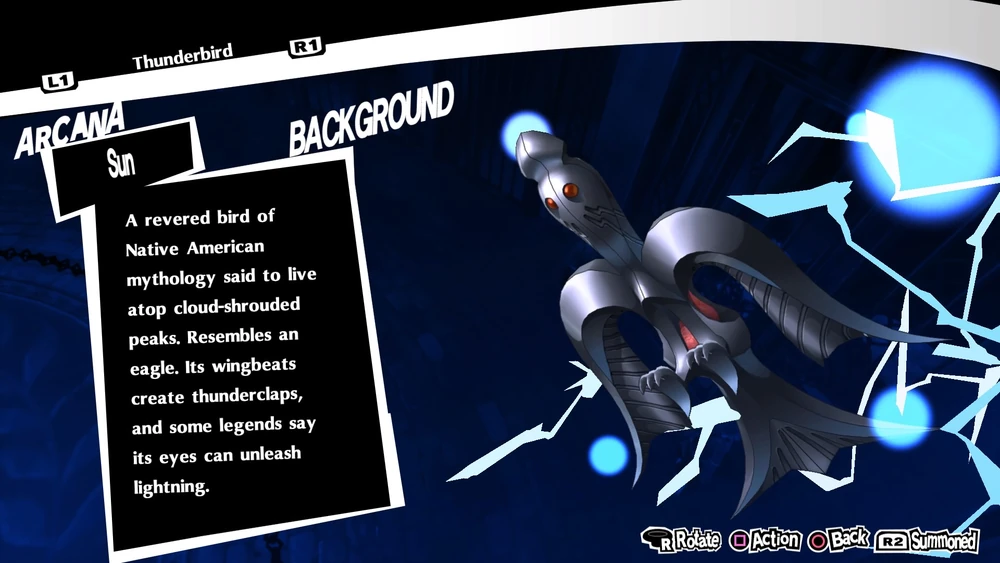 L1
Thunderbird
R1
ARCANA
Sun
BACKGROUND
A revered bird of
Native American
mythology said to live
atop cloud-shrouded
peaks. Resembles an
eagle. Its wingbeats
create thunderclaps,
and some legends say
its eyes can unleash
lightning.
R Rotate Action Back R2 Summoned